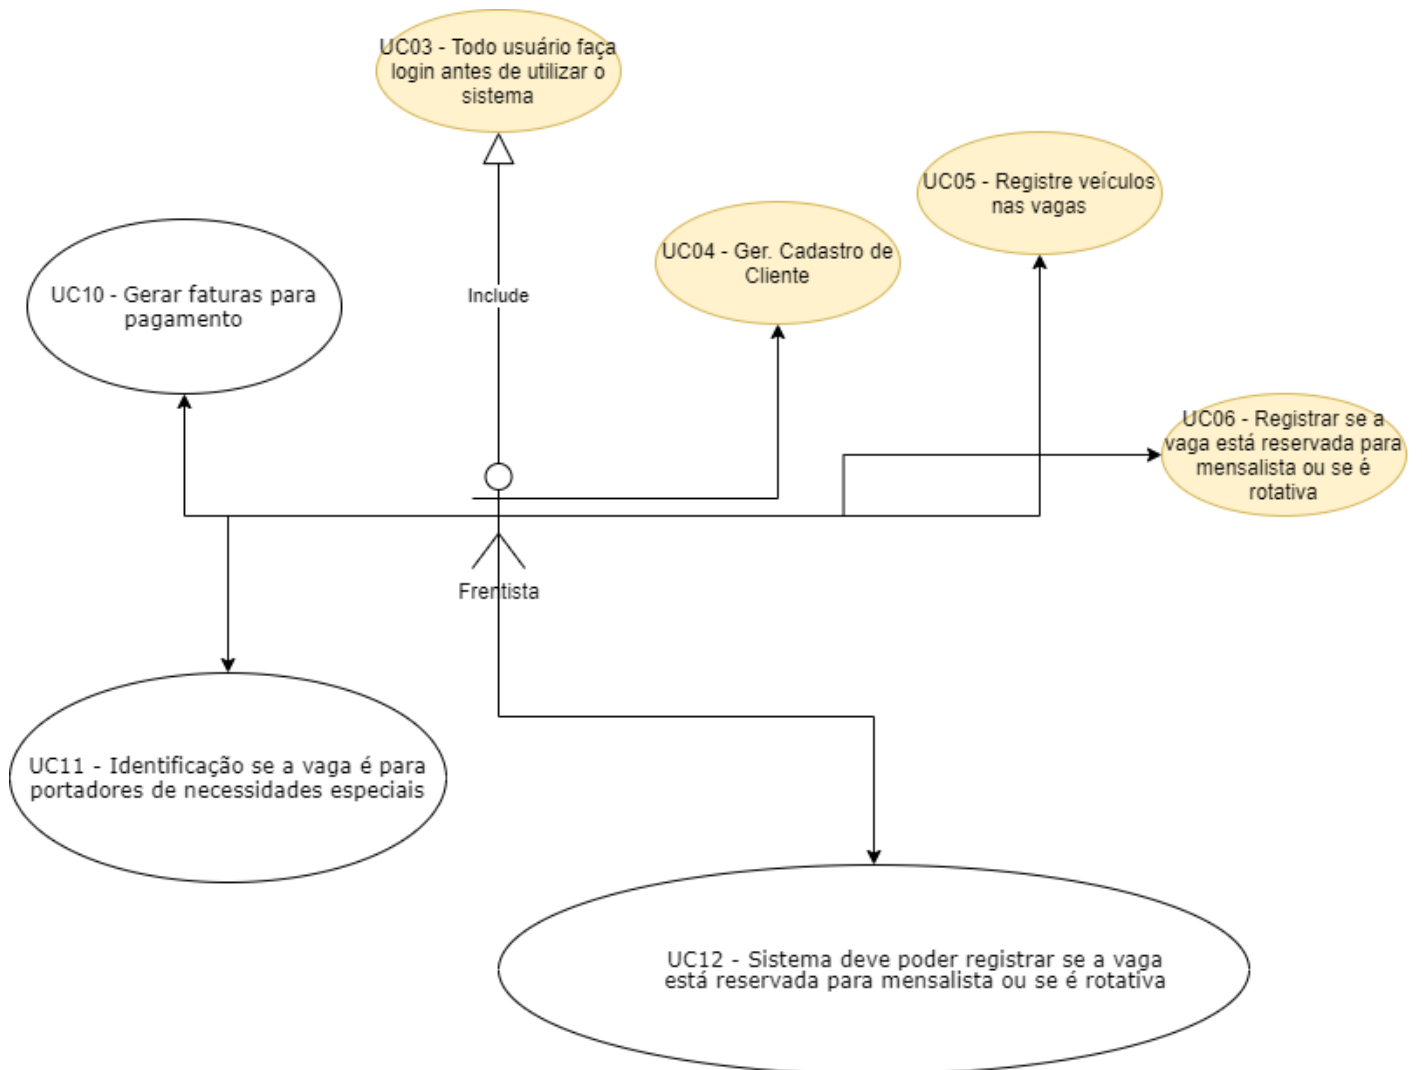 UC03 - Todo usuário faça
login antes de utilizar o
sistema
UC05 - Registre veículos
nas vagas
UC04 - Ger. Cadastro de
Cliente
UC10 - Gerar faturas para
pagamento
Include
UC06 - Registrar se a
vaga está reservada para
mensalista ou se é
rotativa
Frentista
UC11 - Identificação se a vaga é para
portadores de necessidades especiais
UC12 - Sistema deve poder registrar se a vaga
está reservada para mensalista ou se é rotativa